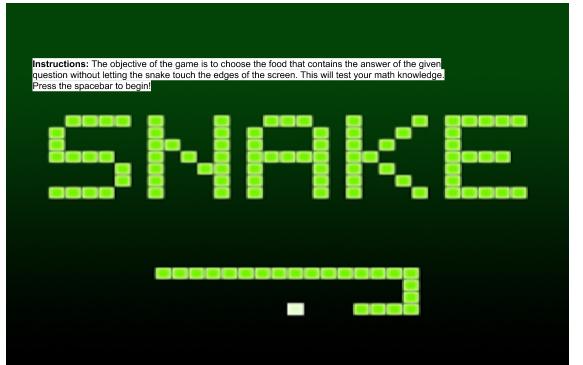 Instructions: The objective of the game is to choose the food that contains the answer of the given
question without letting the snake touch the edges of the screen. This will test your math knowledge.
Press the spacebar to begin!
SNAKE